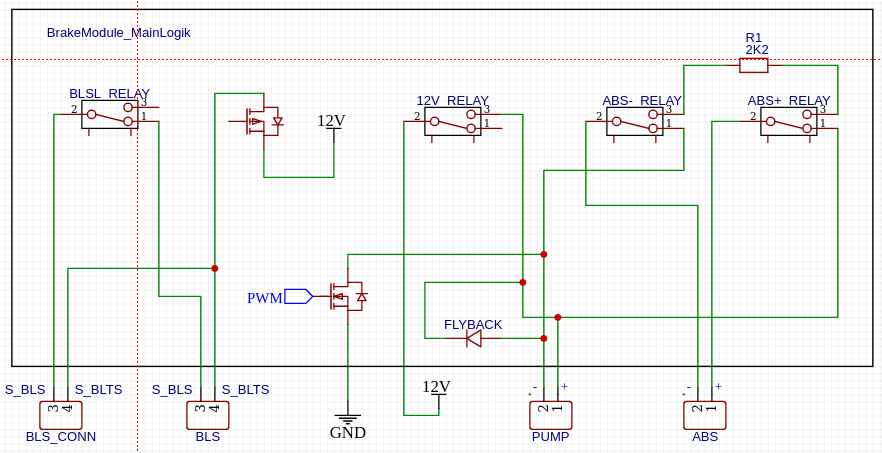 BrakeModule_MainLogik
R1
2K2
BLSL_RELAY
2
3
1
12V
12V_RELAY
2
3
1
ABS-_RELAY
2
3
1
ABS+_RELAY
2
3
1
PWM
FLYBACK
S_BLS
S_BLTS
3
4
BLS_CONN
S_BLS
S_BLTS
3
4
BLS
GND
12V
- +
2
1
PUMP
- +
2
1
ABS